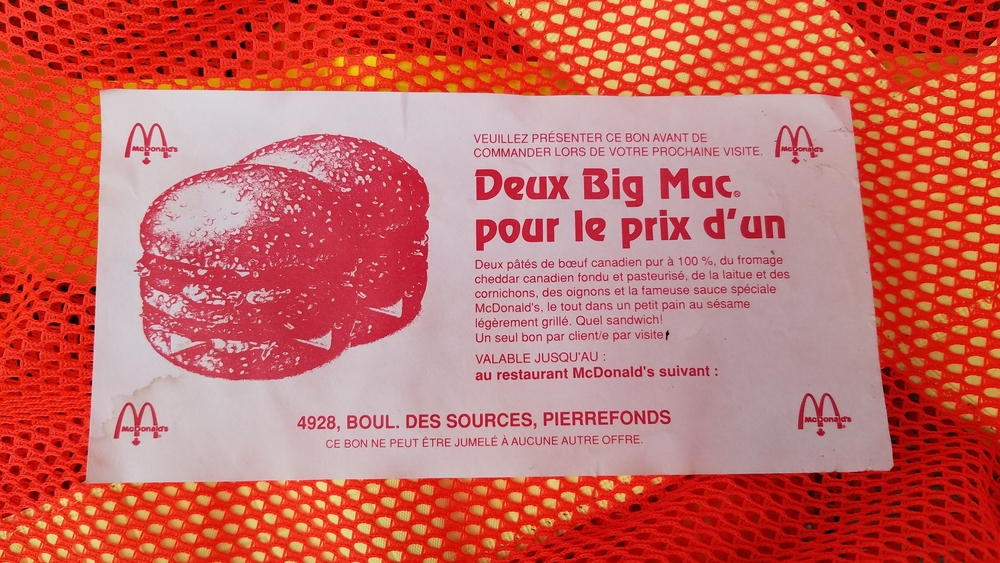 McDonald's
McDonald's
VEUILLEZ PRÉSENTER CE BON AVANT DE
COMMANDER LORS DE VOTRE PROCHAINE VISITE.
Deux Big Mac®
pour le prix d'un
Deux pâtés de bœuf canadien pur à 100 %, du fromage
cheddar canadien fondu et pasteurisé, de la laitue et des
cornichons, des oignons et la fameuse sauce spéciale
McDonald's, le tout dans un petit pain au sésame
légèrement grillé. Quel sandwich!
Un seul bon par client/e par visite
VALABLE JUSQU'AU :
au restaurant McDonald's suivant :
McDonald's
McDonald's
4928, BOUL. DES SOURCES, PIERREFONDS
CE BON NE PEUT ÊTRE JUMELÉ À AUCUNE AUTRE OFFRE.